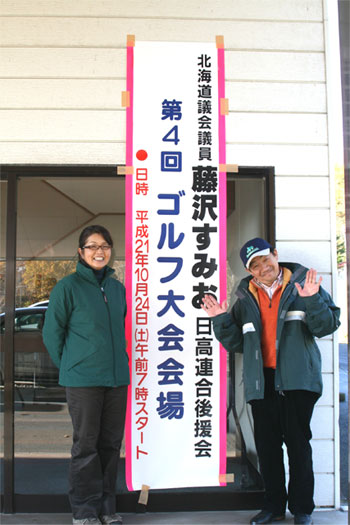 北海道議会議員 藤沢すみお 日高連合後援会
第4回 ゴルフ大会会場
●日時 平成21年10月24日(土)午前7時スタート